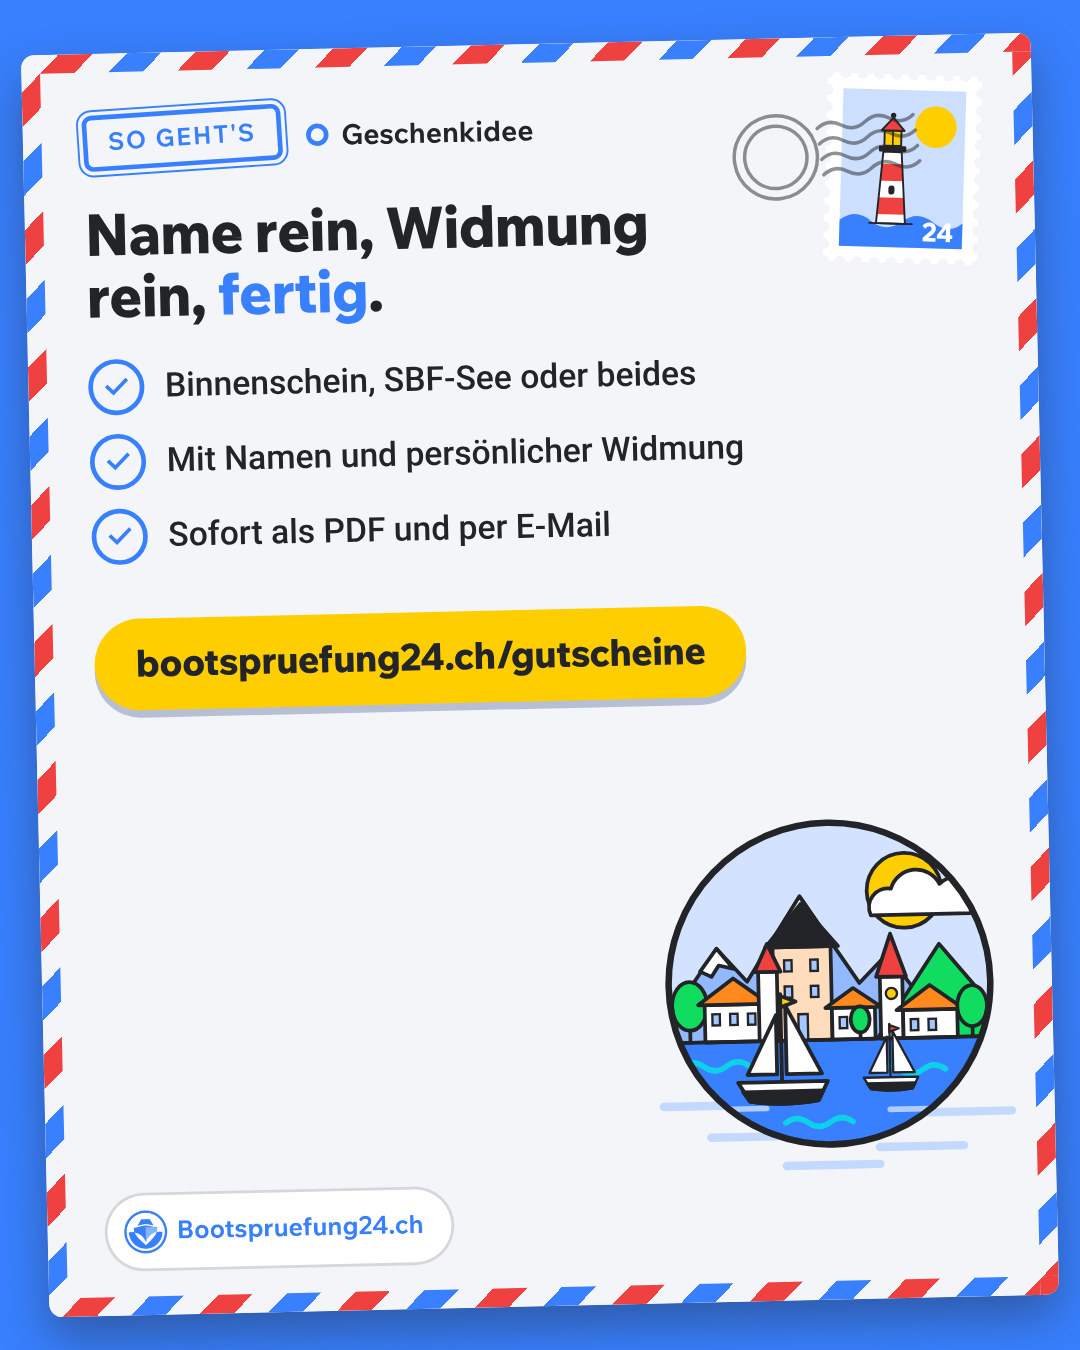 SO GEHT'S
Geschenkidee
24
Name rein, Widmung
rein, fertig.
Binnenschein, SBF-See oder beides
Mit Namen und persönlicher Widmung
Sofort als PDF und per E-Mail
bootspruefung24.ch/gutscheine
Bootspruefung24.ch